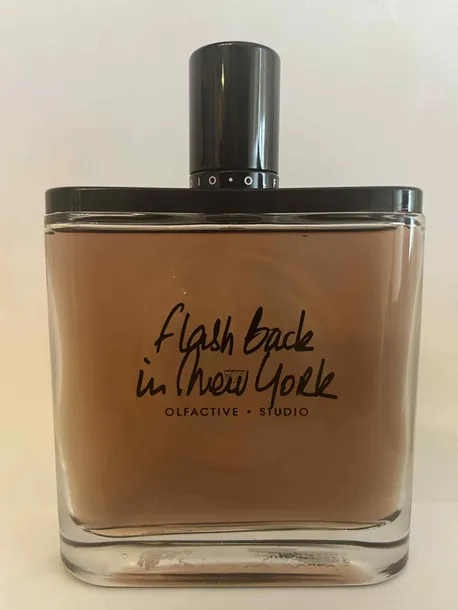 Flash back
in New York
OLFACTIVE • STUDIO